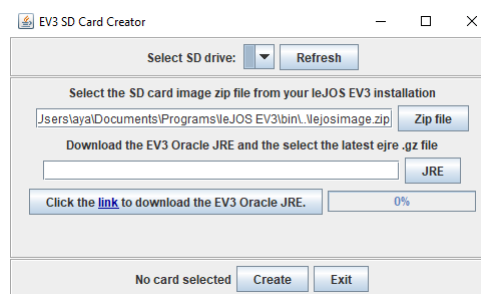 EV3 SD Card Creator
Select SD drive: Refresh
Select the SD card image zip file from your leJOS EV3 installation
Jsers\aya\Documents\Programs\leJOS EV3\bin\..\lejosimage.zip Zip file
Download the EV3 Oracle JRE and the select the latest ejre .gz file
JRE
Click the link to download the EV3 Oracle JRE. 0%
No card selected Create Exit